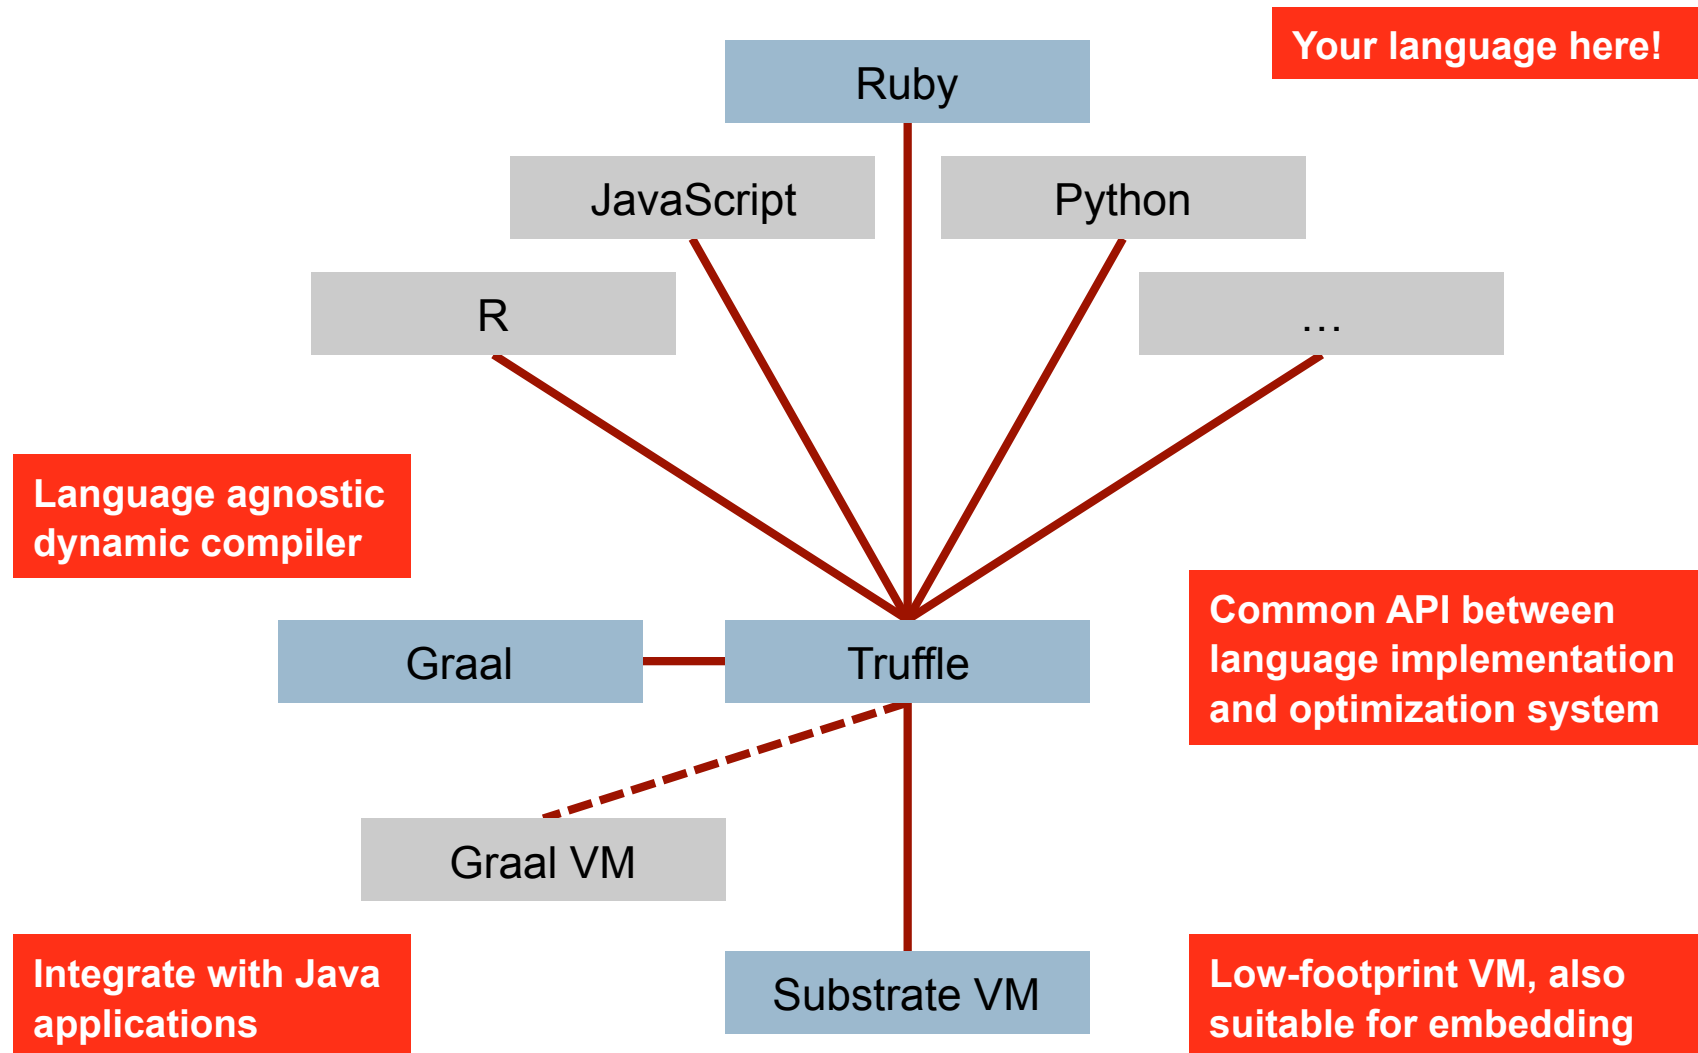 Your language here!
Ruby
JavaScript
Python
R
…
Language agnostic
dynamic compiler
Common API between
language implementation
and optimization system
Graal
Truffle
Graal VM
Integrate with Java
applications
Substrate VM
Low-footprint VM, also
suitable for embedding